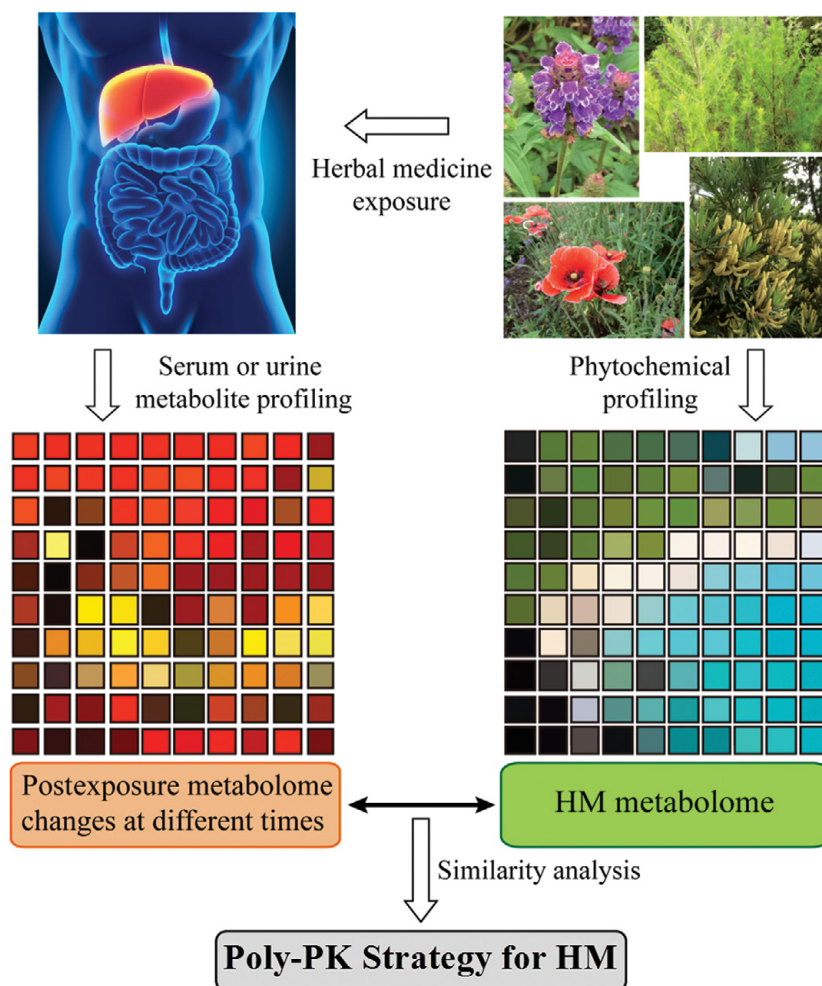 Herbal medicine
exposure
Serum or urine
metabolite profiling
Phytochemical
profiling
Postexposure metabolome
changes at different times
HM metabolome
Similarity analysis
Poly-PK Strategy for HM